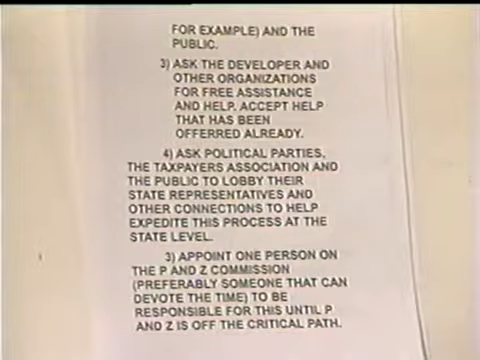 FOR EXAMPLE) AND THE
PUBLIC.
3) ASK THE DEVELOPER AND
OTHER ORGANIZATIONS
FOR FREE ASSISTANCE
AND HELP. ACCEPT HELP
THAT HAS BEEN
OFFERRED ALREADY.
4) ASK POLITICAL PARTIES,
THE TAXPAYERS ASSOCIATION AND
THE PUBLIC TO LOBBY THEIR
STATE REPRESENTATIVES AND
OTHER CONNECTIONS TO HELP
EXPEDITE THIS PROCESS AT THE
STATE LEVEL.
3) APPOINT ONE PERSON ON
THE P AND Z COMMISSION
(PREFERABLY SOMEONE THAT CAN
DEVOTE THE TIME) TO BE
RESPONSIBLE FOR THIS UNTIL P
AND Z IS OFF THE CRITICAL PATH.